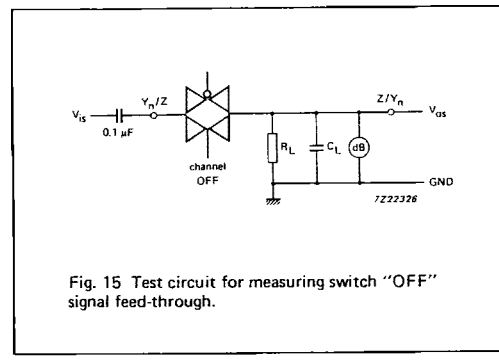 Yn/Z
Z/Yn
Vis
Vas
0.1 µF
channel
OFF
RL
CL
dB
GND
7Z22326
Fig. 15 Test circuit for measuring switch "OFF"
signal feed-through.